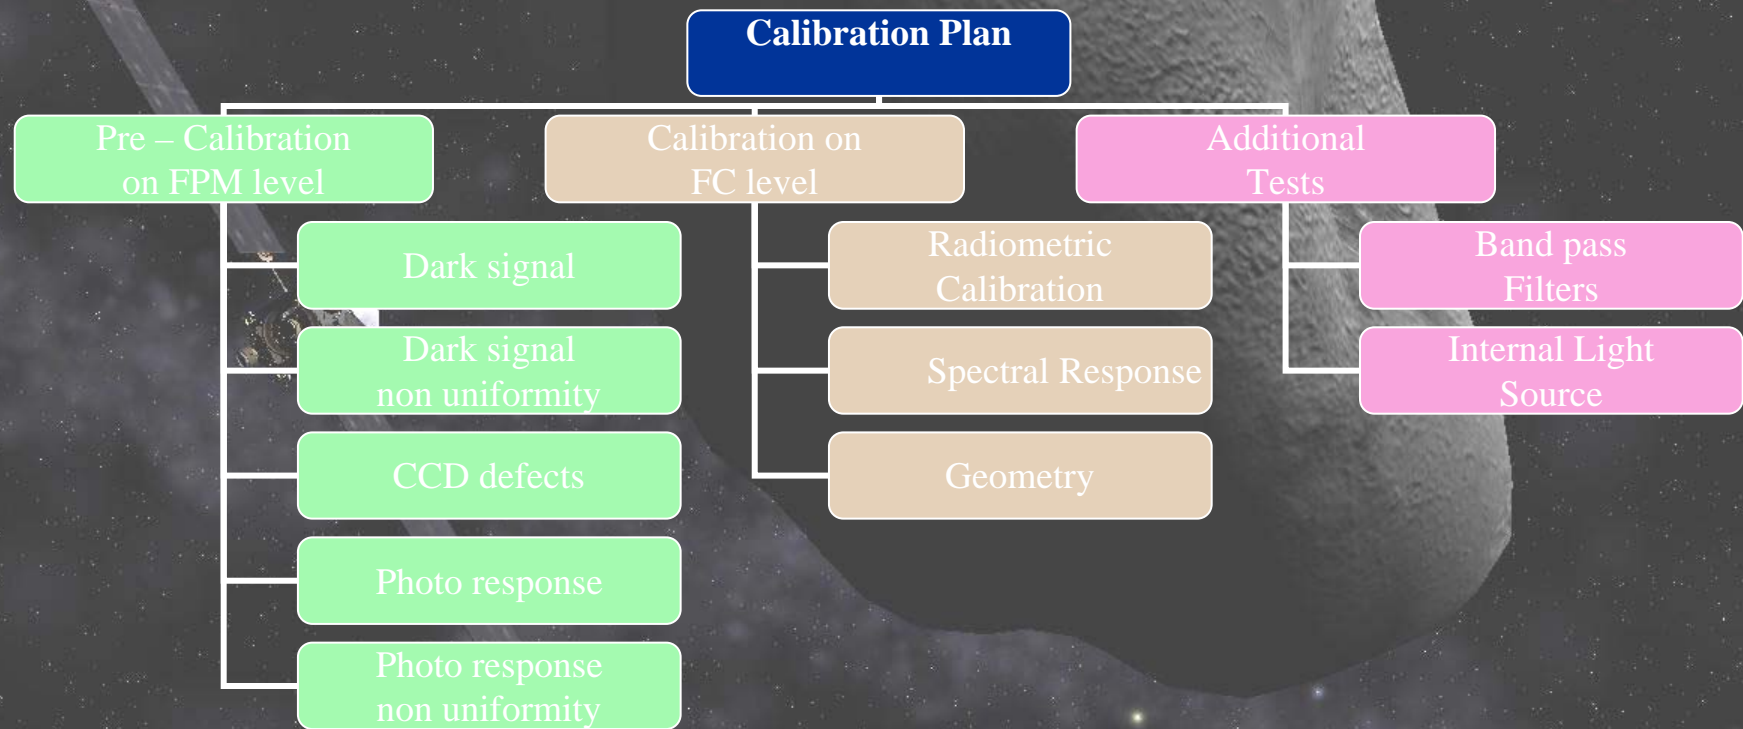 Calibration Plan
Pre – Calibration
on FPM level
Dark signal
Dark signal
non uniformity
CCD defects
Photo response
Photo response
non uniformity
Calibration on
FC level
Radiometric
Calibration
Spectral Response
Geometry
Additional
Tests
Band pass
Filters
Internal Light
Source